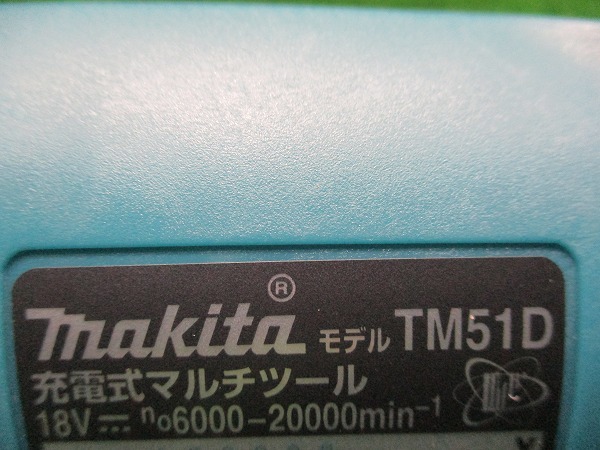 makita® モデル TM51D
充電式マルチツール
18V⎓ n₀6000-20000min⁻¹